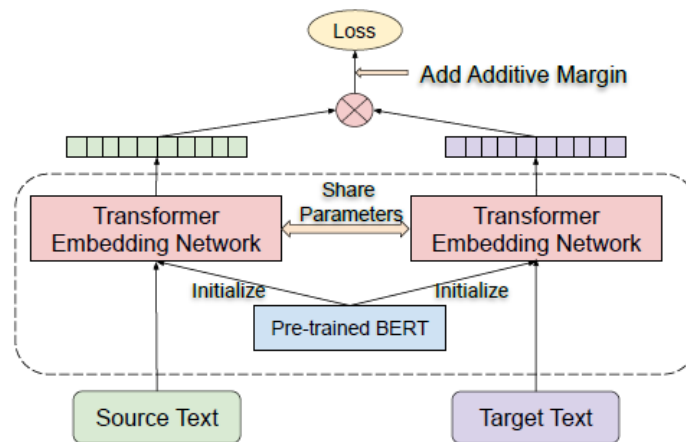 Loss
Add Additive Margin
Share
Parameters
Transformer
Embedding Network
Transformer
Embedding Network
Initialize
Initialize
Pre-trained BERT
Source Text
Target Text